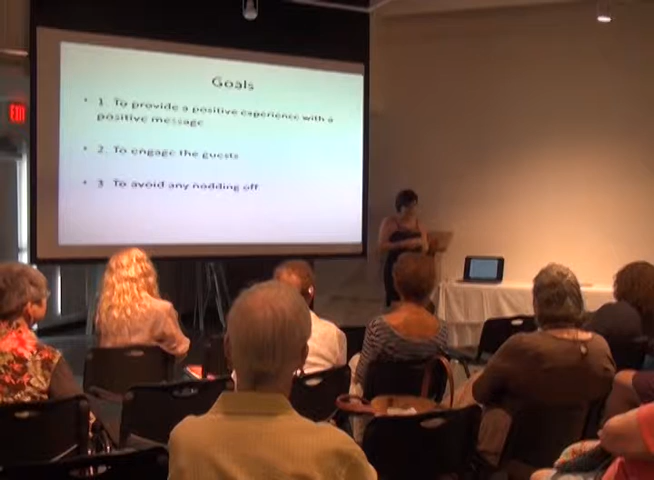 Goals
• 1. To provide a positive experience with a
positive message
• 2. To engage the guests
• 3 To avoid any nodding off
EXIT